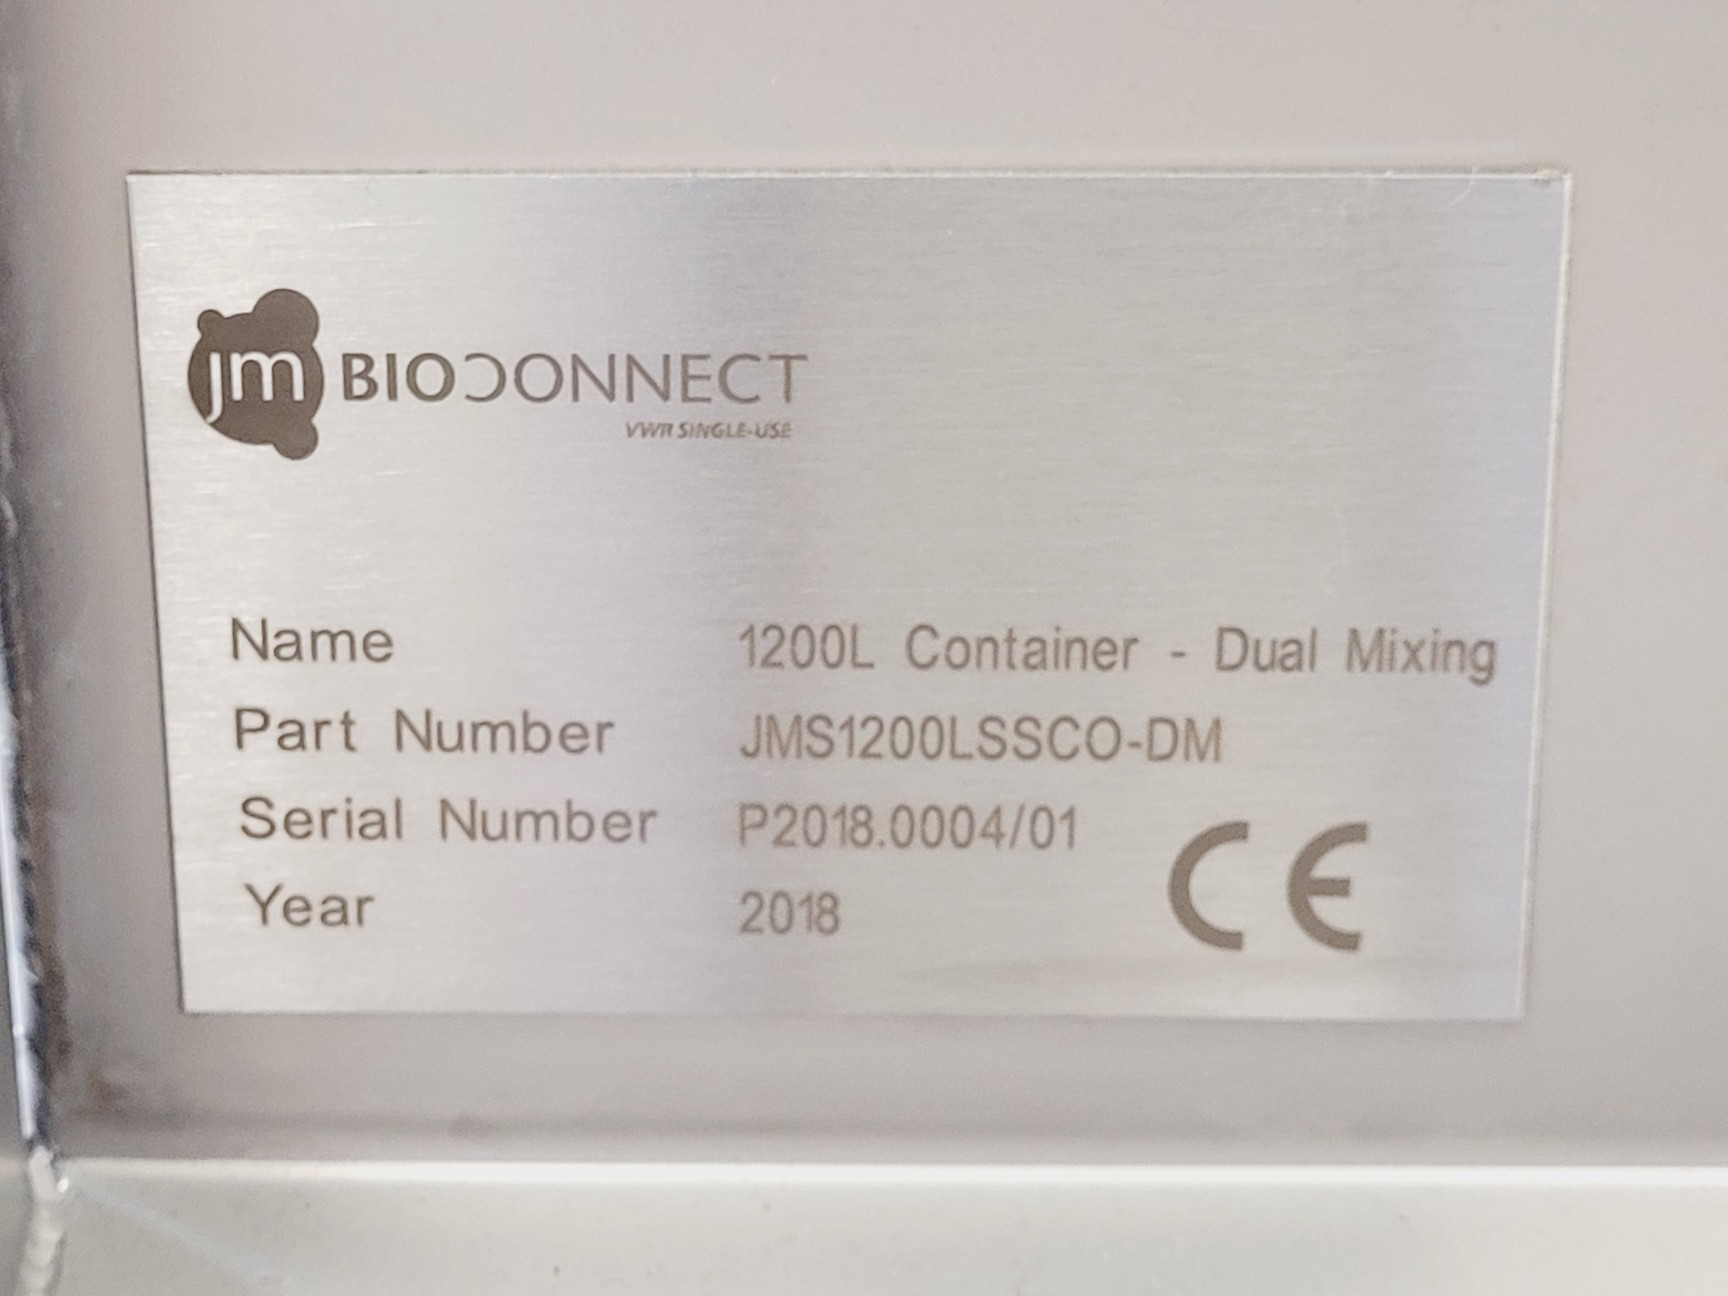 jm BIOCONNECT
VWR SINGLE-USE
Name 1200L Container - Dual Mixing
Part Number JMS1200LSSCO-DM
Serial Number P2018.0004/01
Year 2018
CE